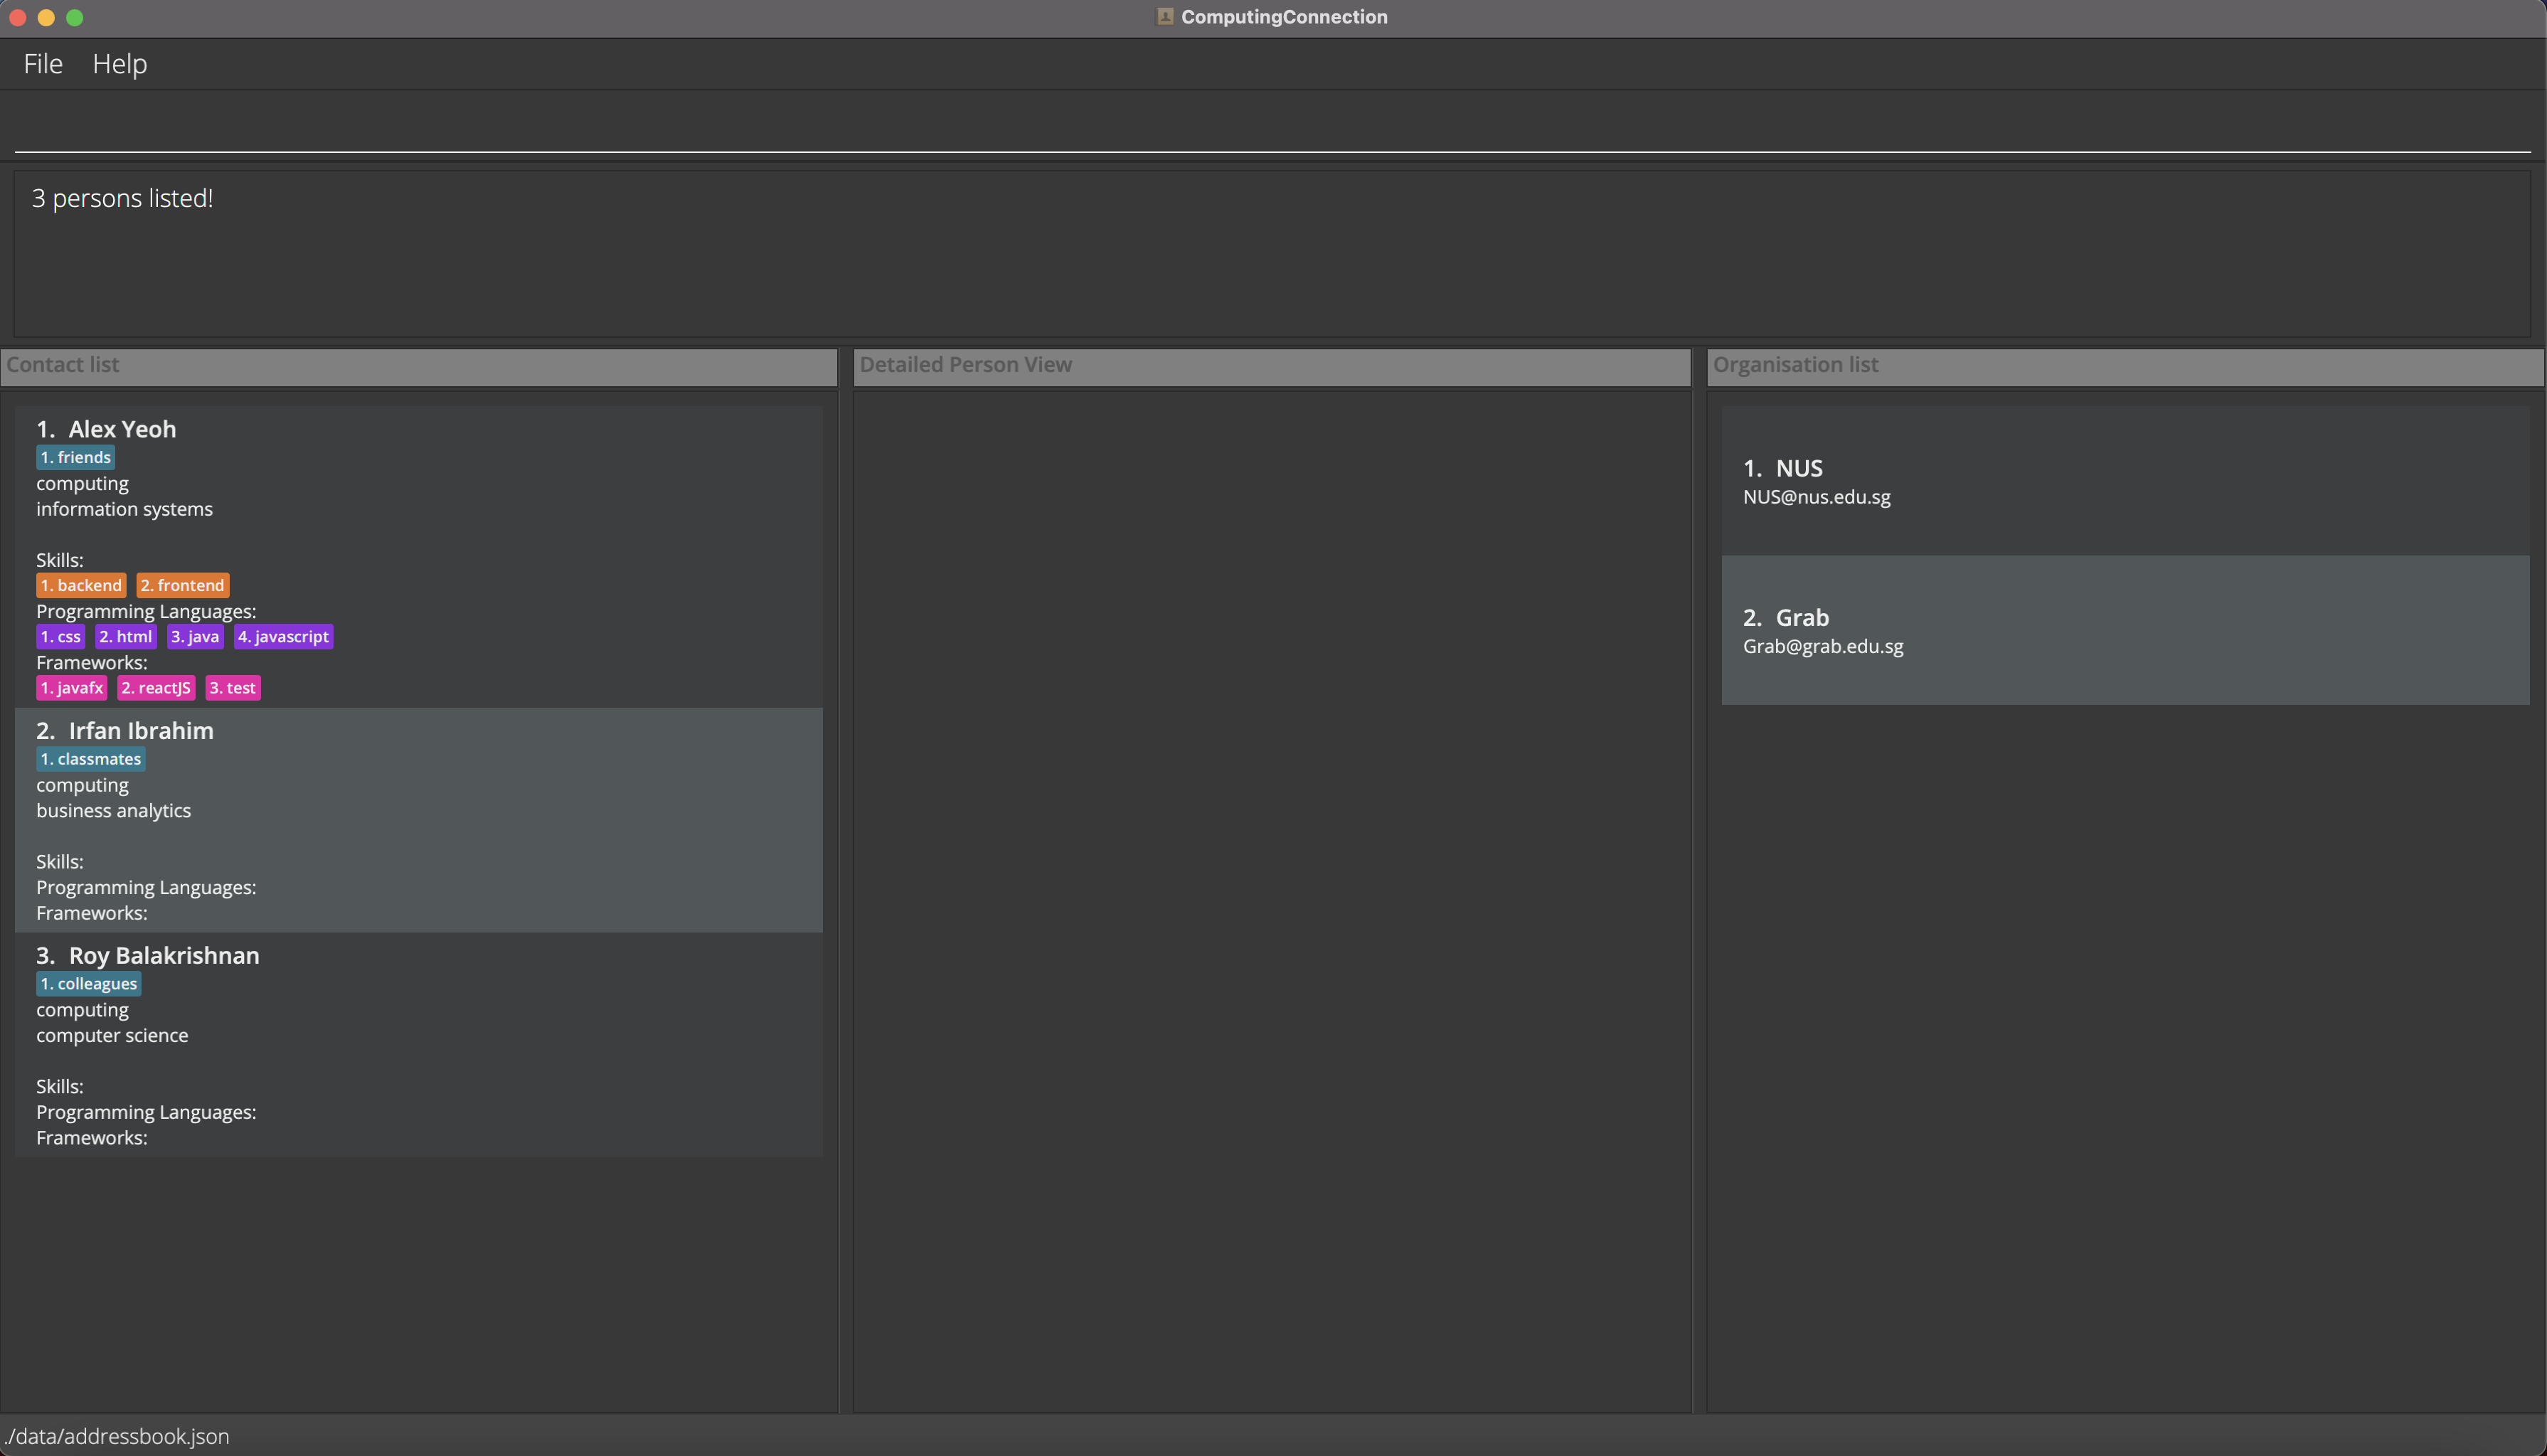 ComputingConnection
File Help
3 persons listed!
Contact list
1. Alex Yeoh
1. friends
computing
information systems
Skills:
1. backend 2. frontend
Programming Languages:
1. css 2. html 3. java 4. javascript
Frameworks:
1. javafx 2. reactJS 3. test
2. Irfan Ibrahim
1. classmates
computing
business analytics
Skills:
Programming Languages:
Frameworks:
3. Roy Balakrishnan
1. colleagues
computing
computer science
Skills:
Programming Languages:
Frameworks:
Detailed Person View
Organisation list
1. NUS
NUS@nus.edu.sg
2. Grab
Grab@grab.edu.sg
./data/addressbook.json